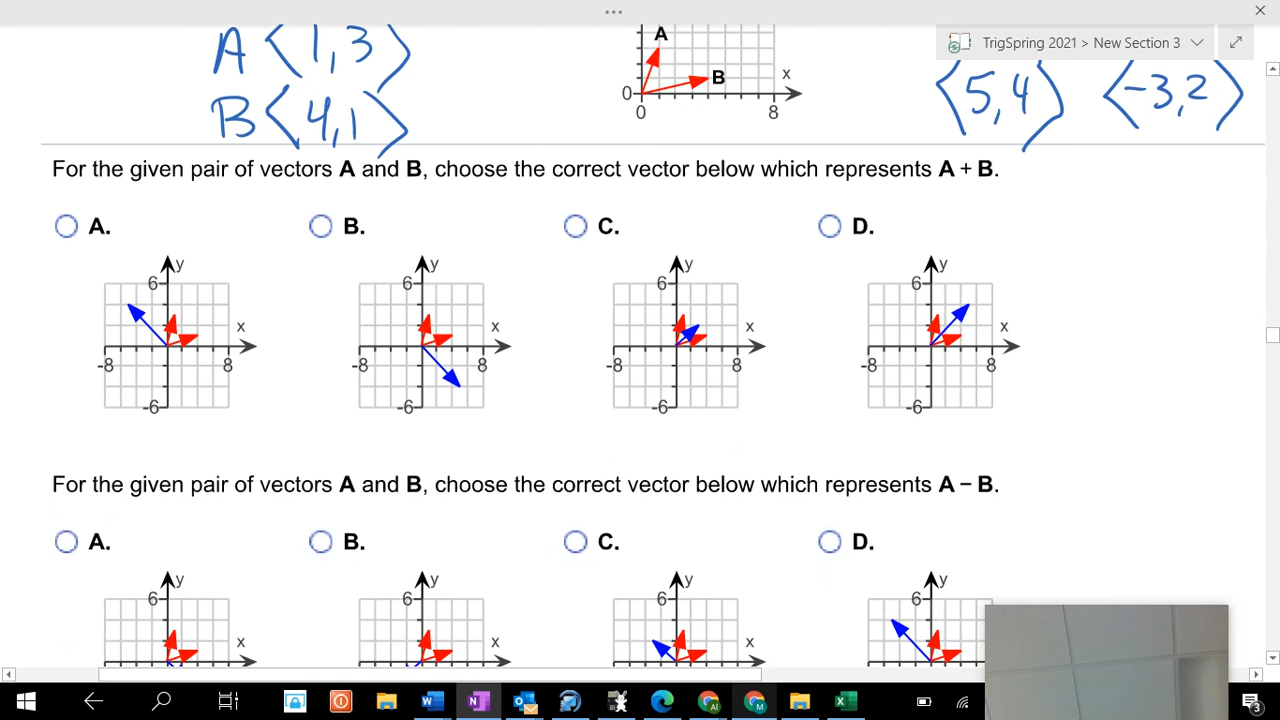 TrigSpring 2021 > New Section 3
A ⟨1,3⟩
B ⟨4,1⟩
A
B
x
0
0
8
⟨5,4⟩ ⟨-3,2⟩
For the given pair of vectors A and B, choose the correct vector below which represents A + B.
A. B. C. D.
y y y y
6 6 6 6
x x x x
-8 8 -8 8 -8 8 -8 8
-6 -6 -6 -6
For the given pair of vectors A and B, choose the correct vector below which represents A − B.
A. B. C. D.
y y y y
6 6 6 6
x x
3